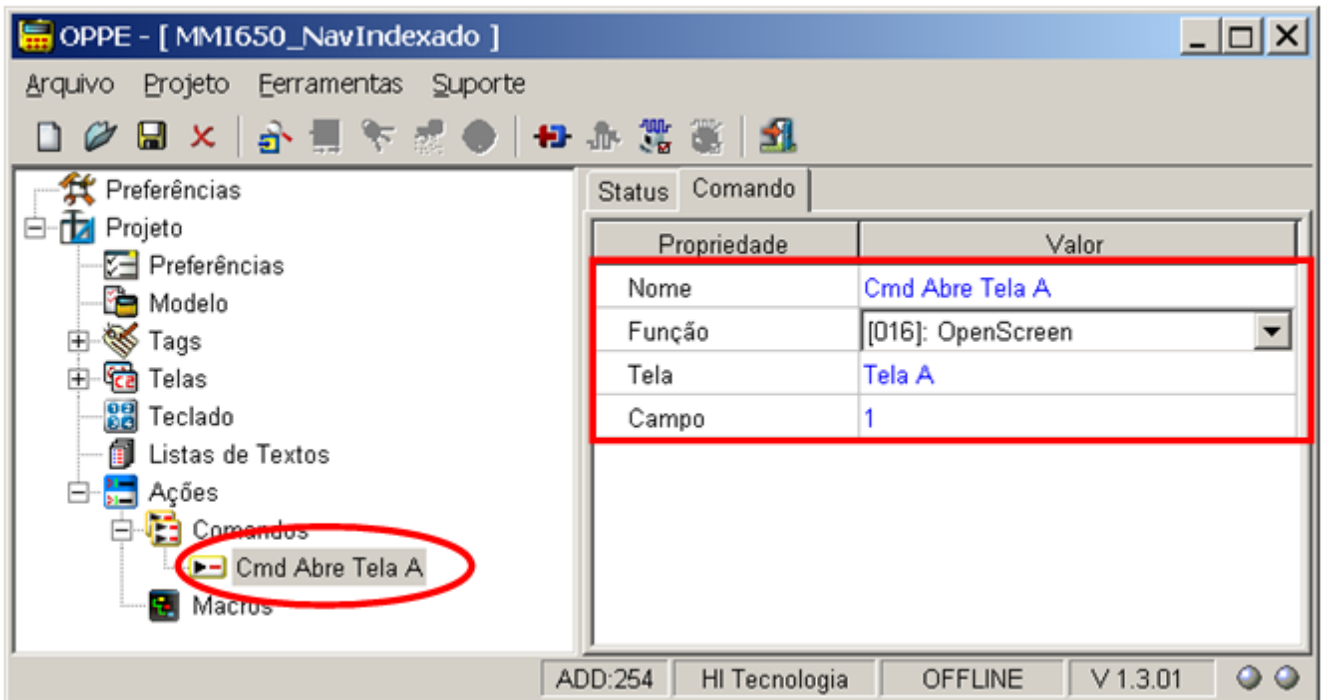 OPPE - [ MMI650_NavIndexado ]
Arquivo Projeto Ferramentas Suporte
Preferências
Projeto
Preferências
Modelo
Tags
Telas
Teclado
Listas de Textos
Ações
Comandos
Cmd Abre Tela A
Macros
Status Comando
Propriedade Valor
Nome Cmd Abre Tela A
Função [016]: OpenScreen
Tela Tela A
Campo 1
ADD:254 HI Tecnologia OFFLINE V 1.3.01